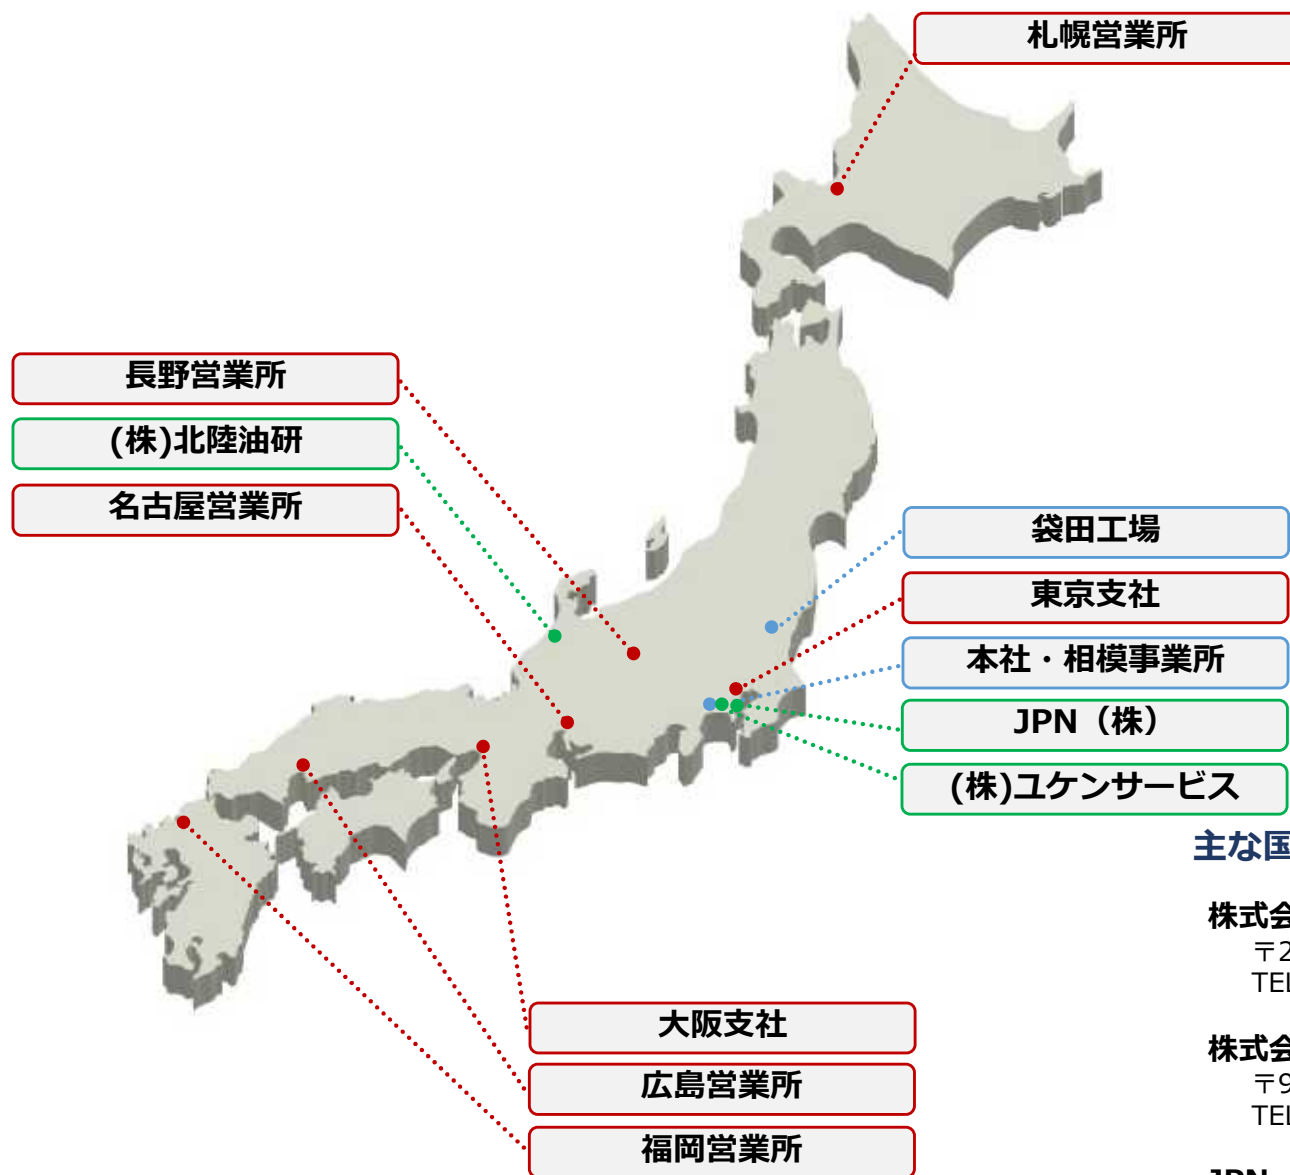 札幌営業所
長野営業所
(株)北陸油研
名古屋営業所
袋田工場
東京支社
本社・相模事業所
JPN（株）
(株)ユケンサービス
主な国
株式会
〒2
TEL
株式会
〒9
TEL
大阪支社
広島営業所
福岡営業所
JPN